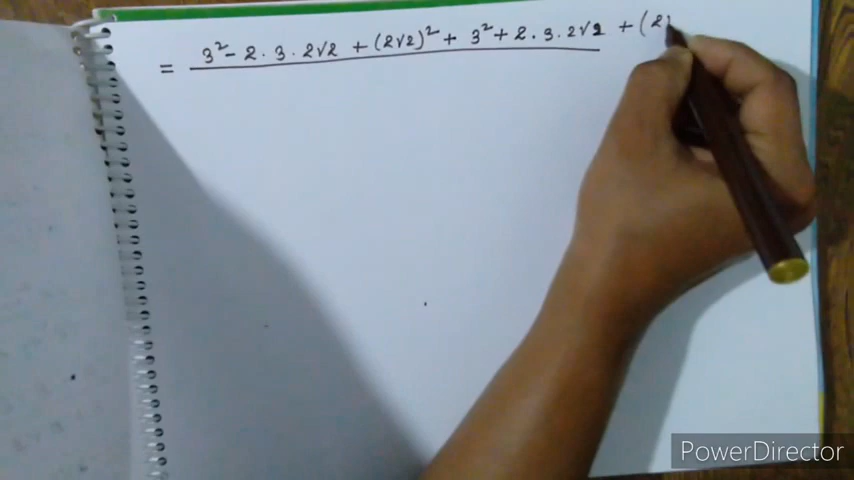 = 3² - 2 . 3 . 2√2 + (2√2)² + 3² + 2 . 3 . 2√2 + (2
PowerDirector